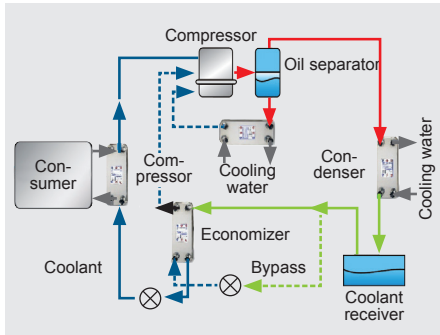 Compressor
Oil separator
Con-
sumer
Com-
pressor
Cooling
water
Con-
denser
Cooling water
Economizer
Coolant
Bypass
Coolant
receiver